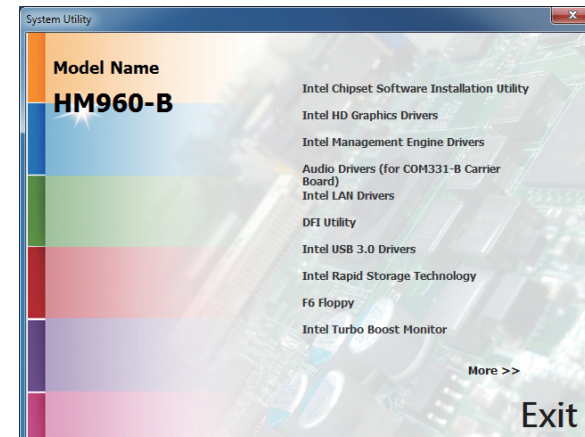 System Utility
Model Name
HM960-B
Intel Chipset Software Installation Utility
Intel HD Graphics Drivers
Intel Management Engine Drivers
Audio Drivers (for COM331-B Carrier
Board)
Intel LAN Drivers
DFI Utility
Intel USB 3.0 Drivers
Intel Rapid Storage Technology
F6 Floppy
Intel Turbo Boost Monitor
More >>
Exit